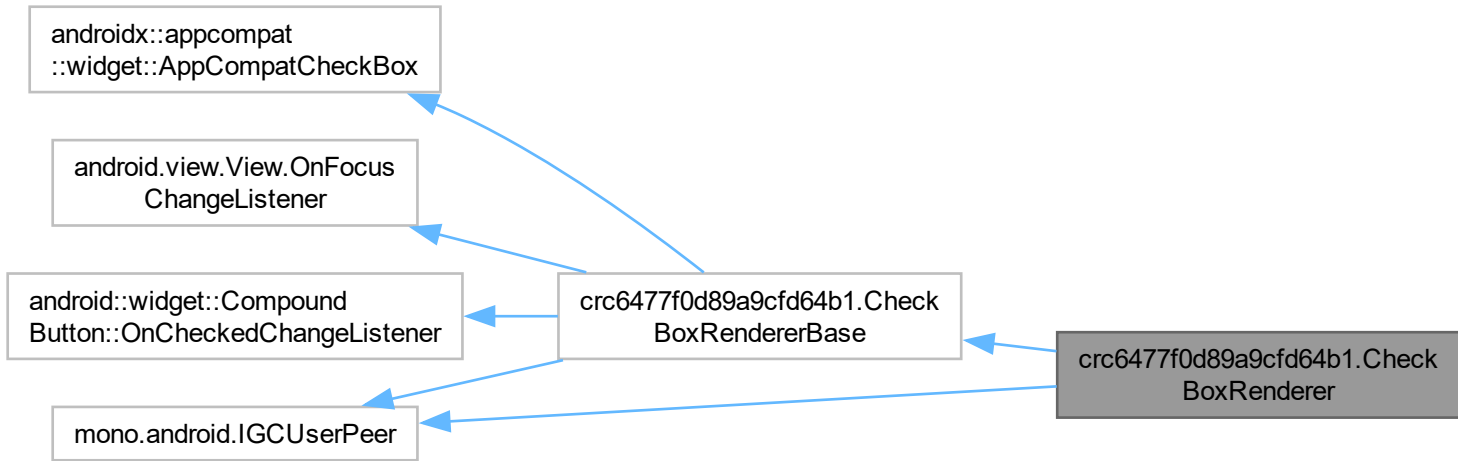 androidx::appcompat
::widget::AppCompatCheckBox
android.view.View.OnFocus
ChangeListener
android::widget::Compound
Button::OnCheckedChangeListener
mono.android.IGCUserPeer
crc6477f0d89a9cfd64b1.Check
BoxRendererBase
crc6477f0d89a9cfd64b1.Check
BoxRenderer